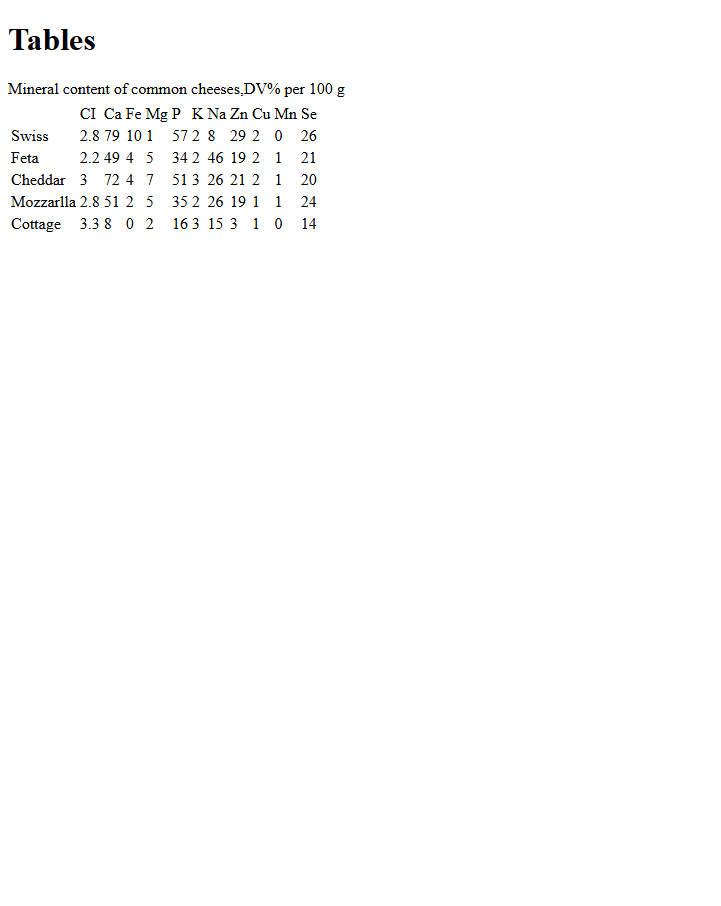 Tables
Mineral content of common cheeses,DV% per 100 g
CI Ca Fe Mg P K Na Zn Cu Mn Se
Swiss 2.8 79 10 1 57 2 8 29 2 0 26
Feta 2.2 49 4 5 34 2 46 19 2 1 21
Cheddar 3 72 4 7 51 3 26 21 2 1 20
Mozzarlla 2.8 51 2 5 35 2 26 19 1 1 24
Cottage 3.3 8 0 2 16 3 15 3 1 0 14